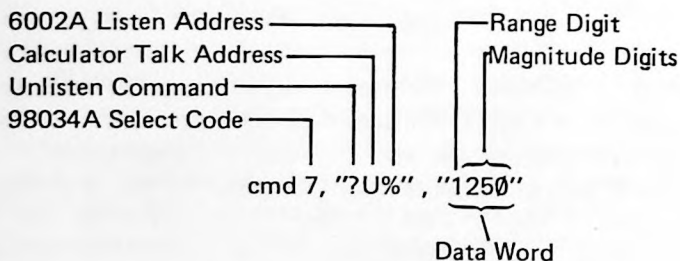 6002A Listen Address
Range Digit
Calculator Talk Address
Magnitude Digits
Unlisten Command
98034A Select Code
cmd 7, "?U%", "125Ø"
Data Word